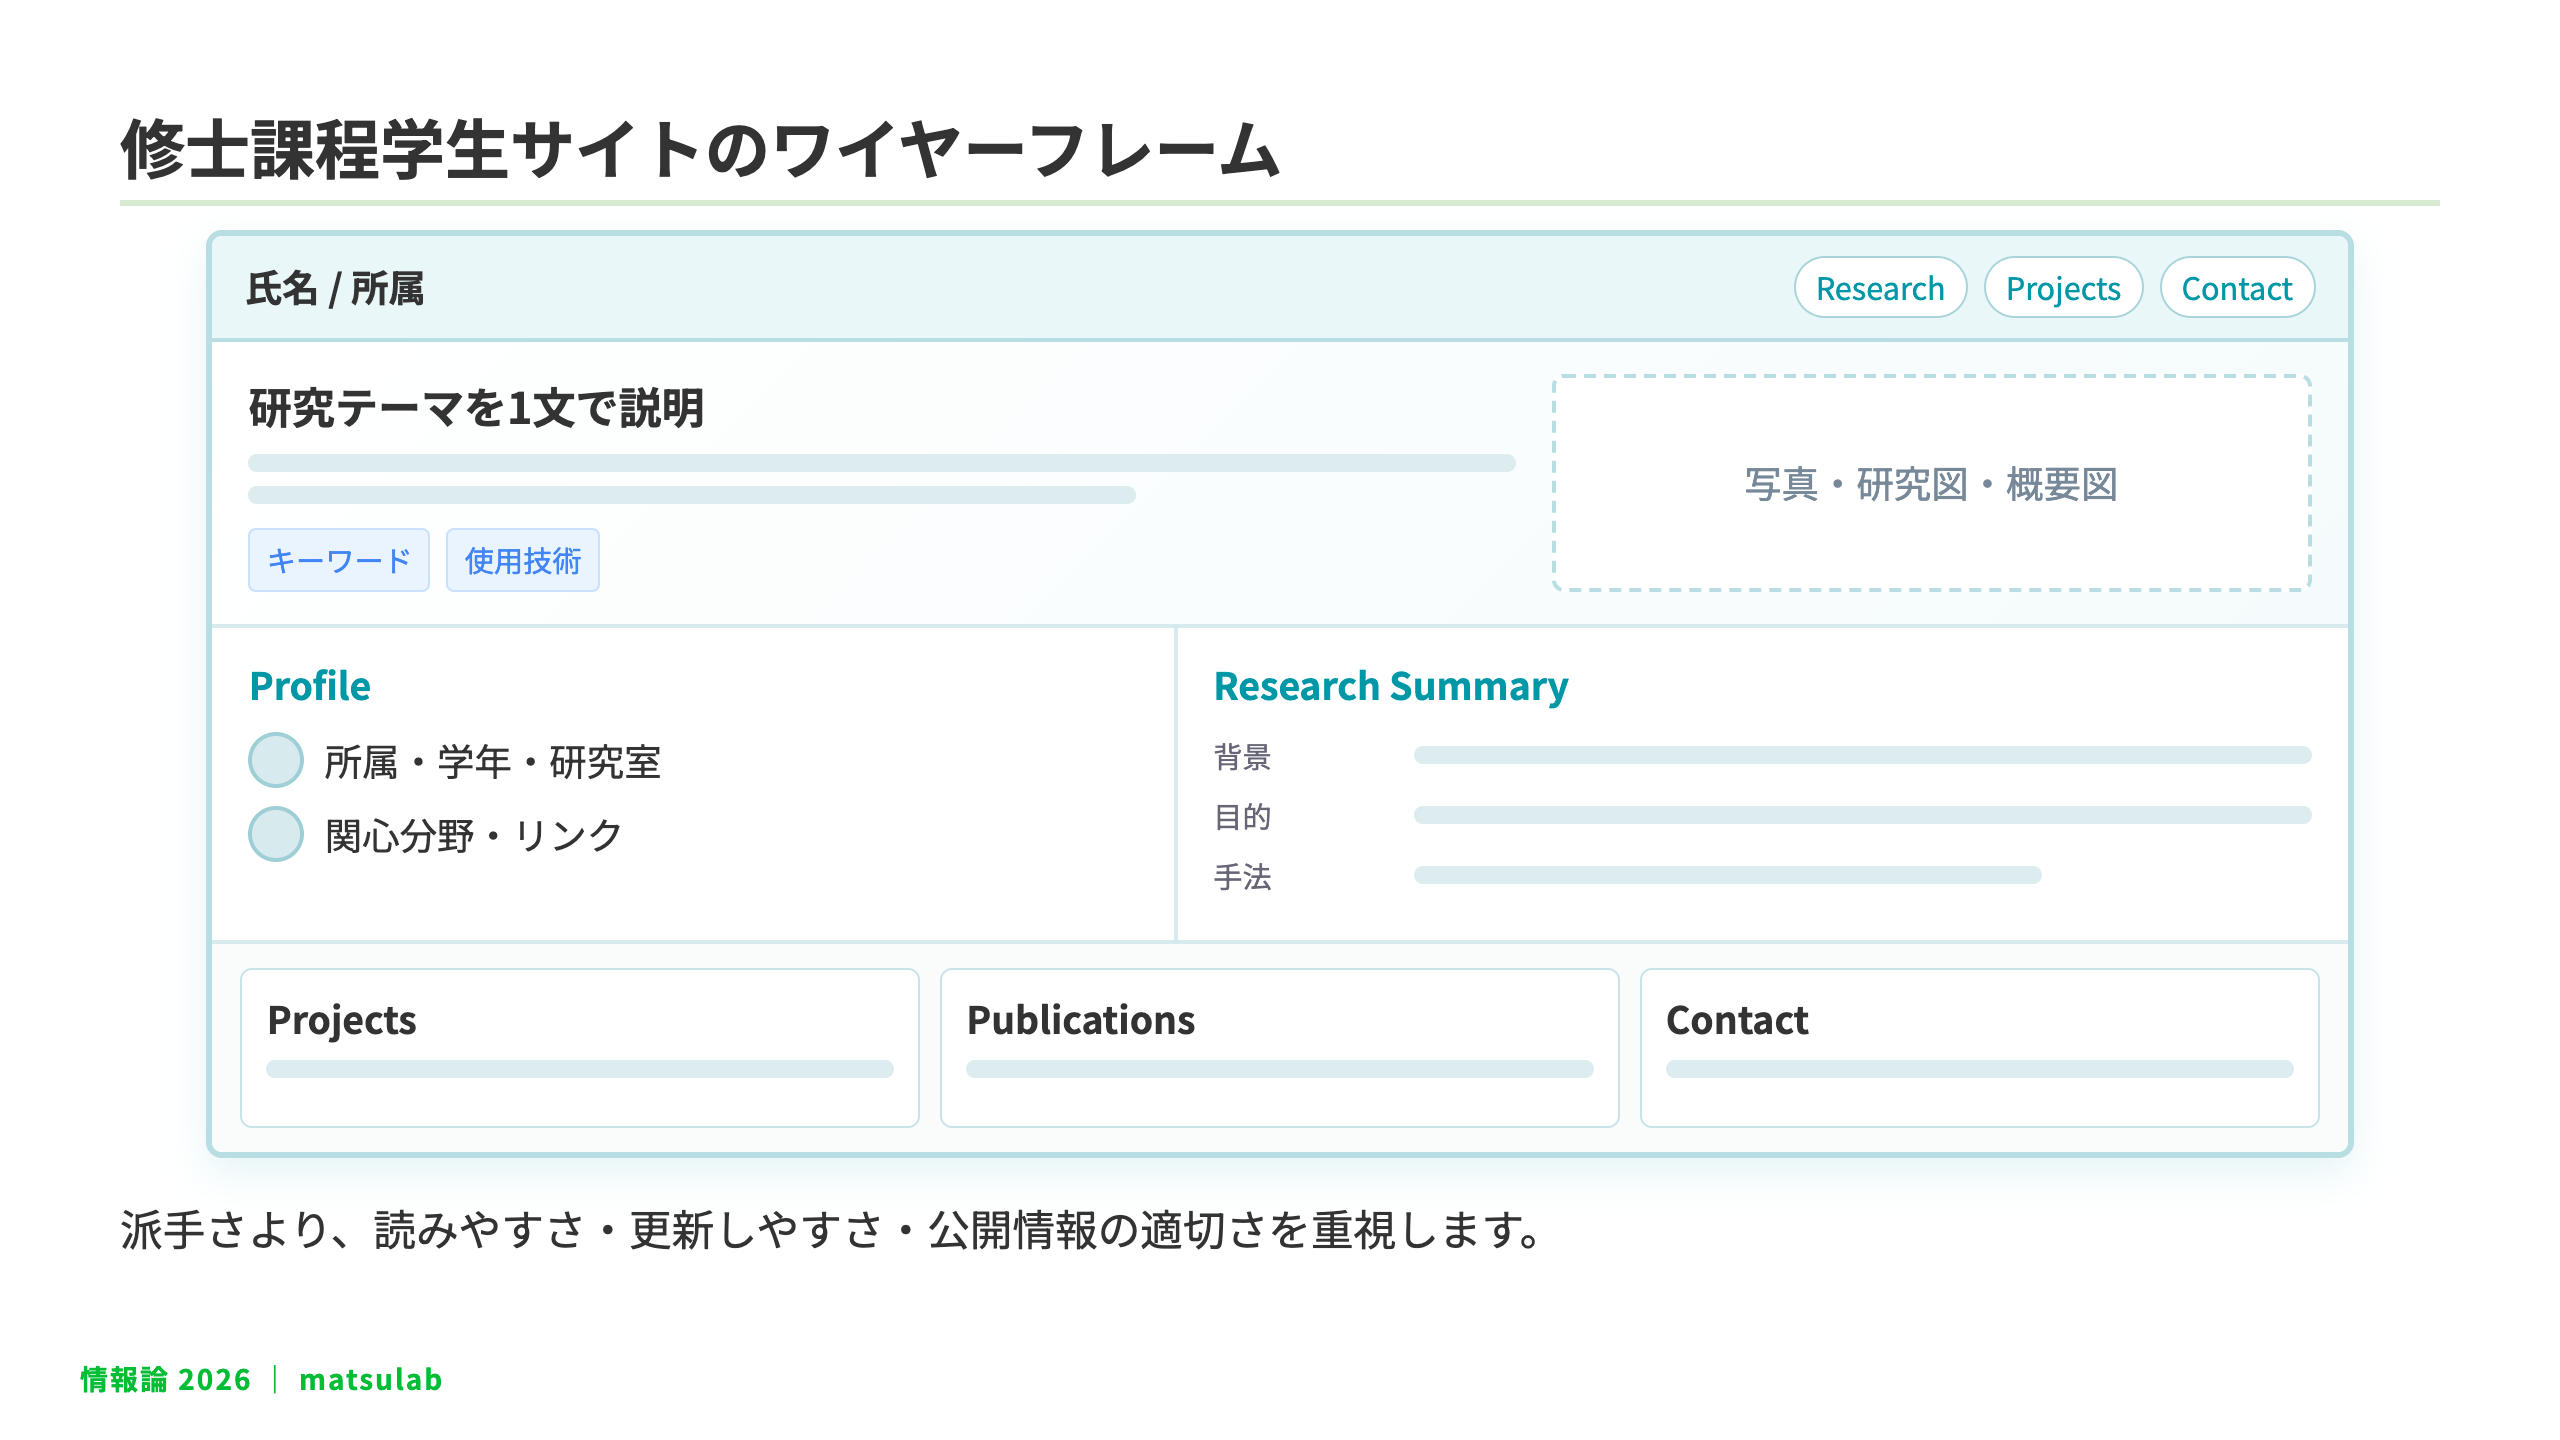 修士課程学生サイトのワイヤーフレーム
氏名 / 所属
Research
Projects
Contact
研究テーマを1文で説明
キーワード
使用技術
写真・研究図・概要図
Profile
所属・学年・研究室
関心分野・リンク
Research Summary
背景
目的
手法
Projects
Publications
Contact
派手さより、読みやすさ・更新しやすさ・公開情報の適切さを重視します。
情報論 2026 ｜ matsulab